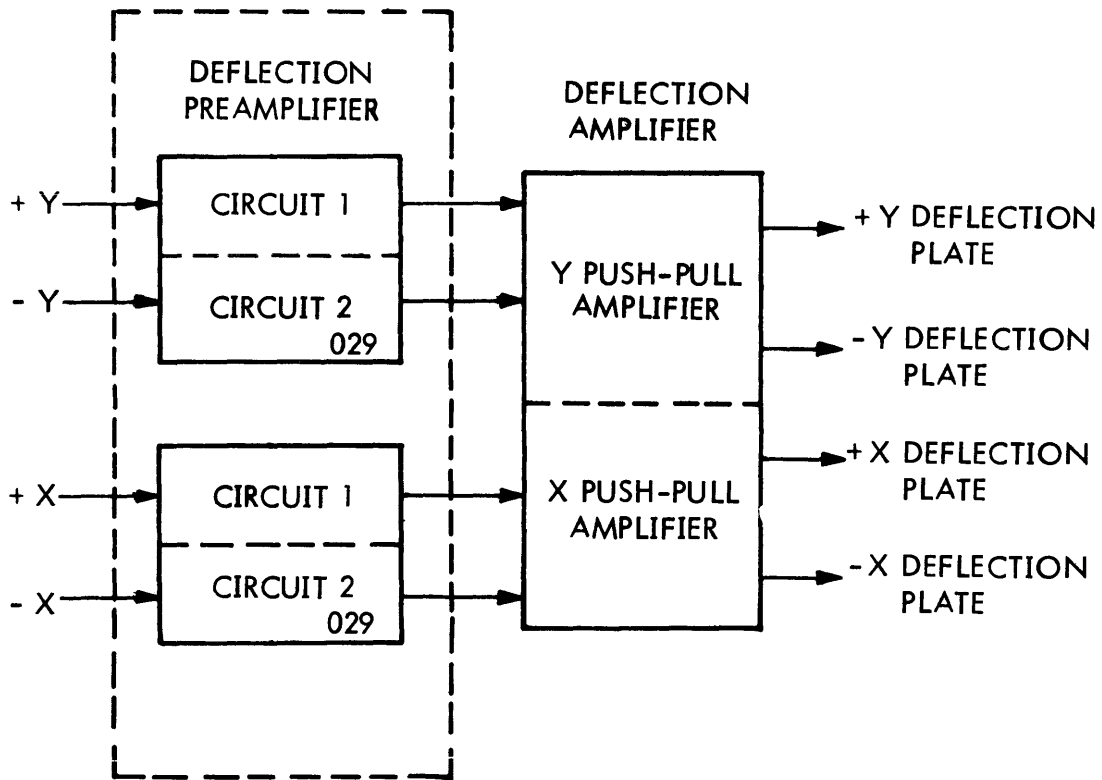 DEFLECTION
PREAMPLIFIER
DEFLECTION
AMPLIFIER
+ Y
CIRCUIT 1
- Y
CIRCUIT 2
029
Y PUSH-PULL
AMPLIFIER
+ Y DEFLECTION
PLATE
- Y DEFLECTION
PLATE
+ X
CIRCUIT 1
- X
CIRCUIT 2
029
X PUSH-PULL
AMPLIFIER
+ X DEFLECTION
PLATE
- X DEFLECTION
PLATE